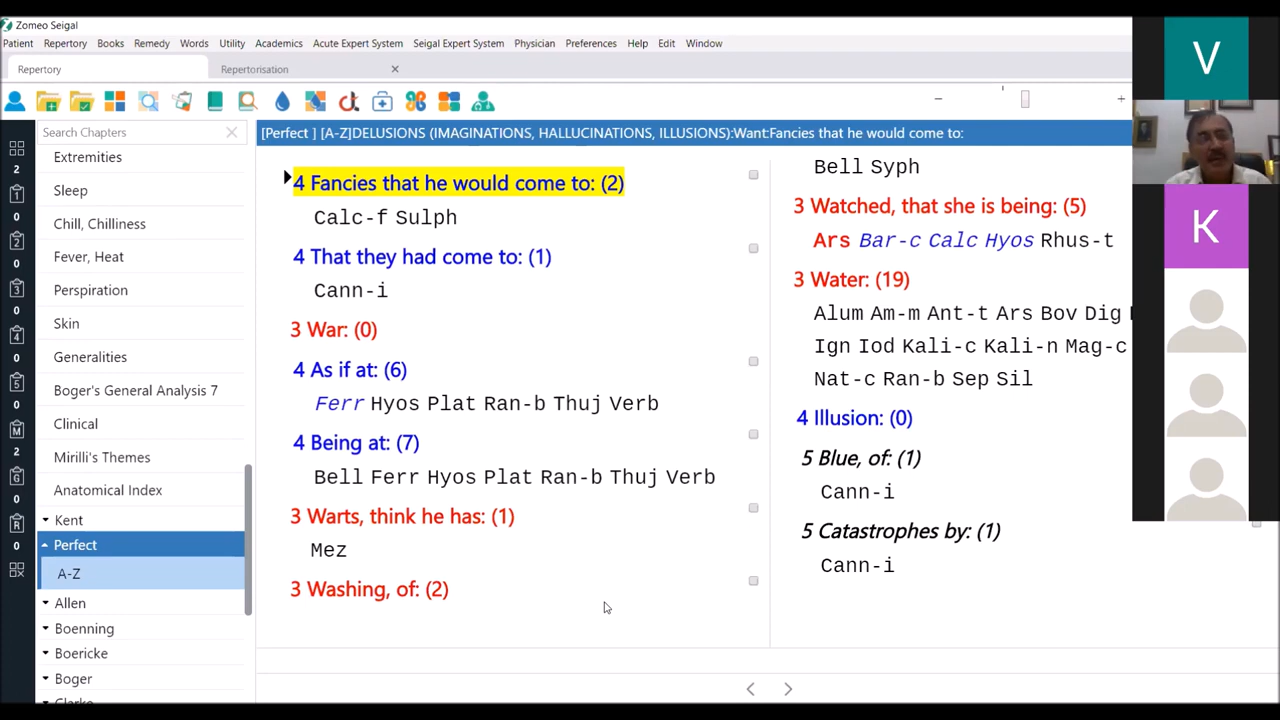 Zomeo Seigal
Patient Repertory Books Remedy Words Utility Academics Acute Expert System Seigal Expert System Physician Preferences Help Edit Window
Repertory
Repertorisation
Search Chapters
[Perfect ] [A-Z]DELUSIONS (IMAGINATIONS, HALLUCINATIONS, ILLUSIONS):Want:Fancies that he would come to:
2
1
0
2
0
3
0
4
0
5
0
M
2
G
0
R
0
Extremities
Sleep
Chill, Chilliness
Fever, Heat
Perspiration
Skin
Generalities
Boger's General Analysis 7
Clinical
Mirilli's Themes
Anatomical Index
Kent
Perfect
A-Z
Allen
Boenning
Boericke
Boger
4 Fancies that he would come to: (2)
Calc-f Sulph
4 That they had come to: (1)
Cann-i
3 War: (0)
4 As if at: (6)
Ferr Hyos Plat Ran-b Thuj Verb
4 Being at: (7)
Bell Ferr Hyos Plat Ran-b Thuj Verb
3 Warts, think he has: (1)
Mez
3 Washing, of: (2)
Bell Syph
3 Watched, that she is being: (5)
Ars Bar-c Calc Hyos Rhus-t
3 Water: (19)
Alum Am-m Ant-t Ars Bov Dig
Ign Iod Kali-c Kali-n Mag-c
Nat-c Ran-b Sep Sil
4 Illusion: (0)
5 Blue, of: (1)
Cann-i
5 Catastrophes by: (1)
Cann-i
V
K